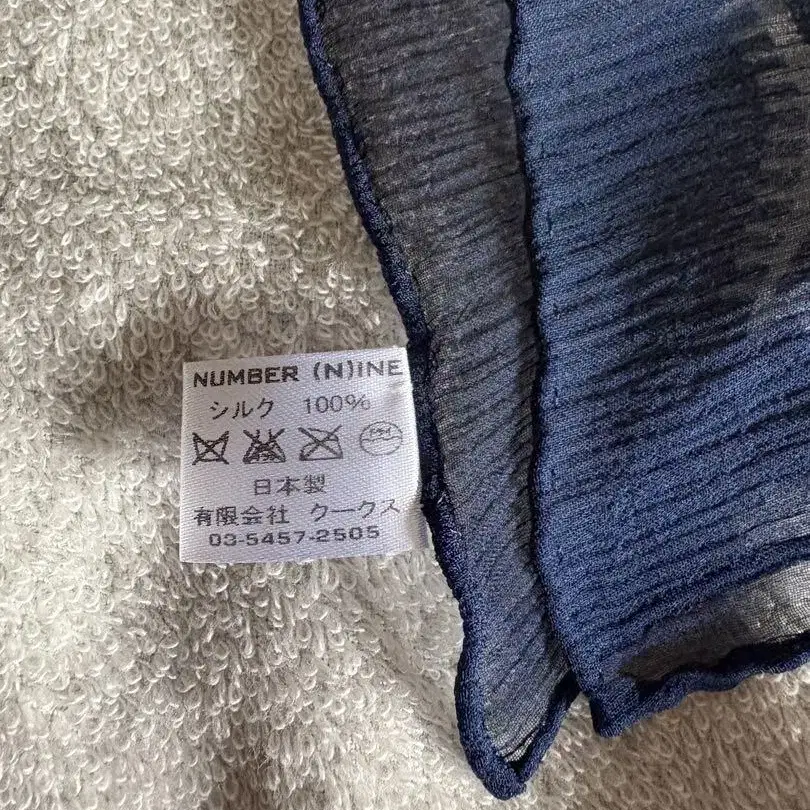 NUMBER (N)INE
シルク 100%
日本製
有限会社 クークス
03-5457-2505